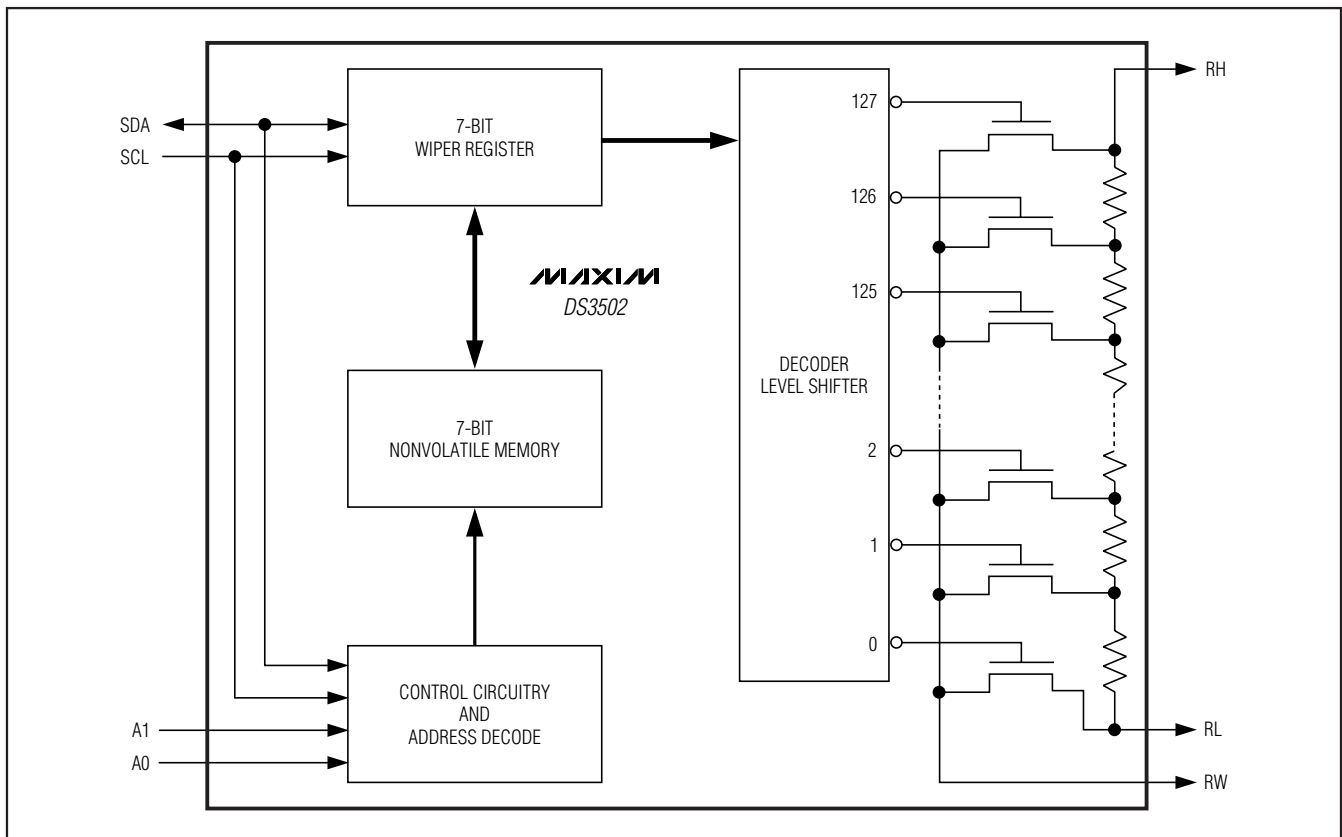 SDA
SCL
A1
A0
7-BIT
WIPER REGISTER
MAXIM
DS3502
7-BIT
NONVOLATILE MEMORY
CONTROL CIRCUITRY
AND
ADDRESS DECODE
DECODER
LEVEL SHIFTER
127
126
125
2
1
0
RH
RL
RW